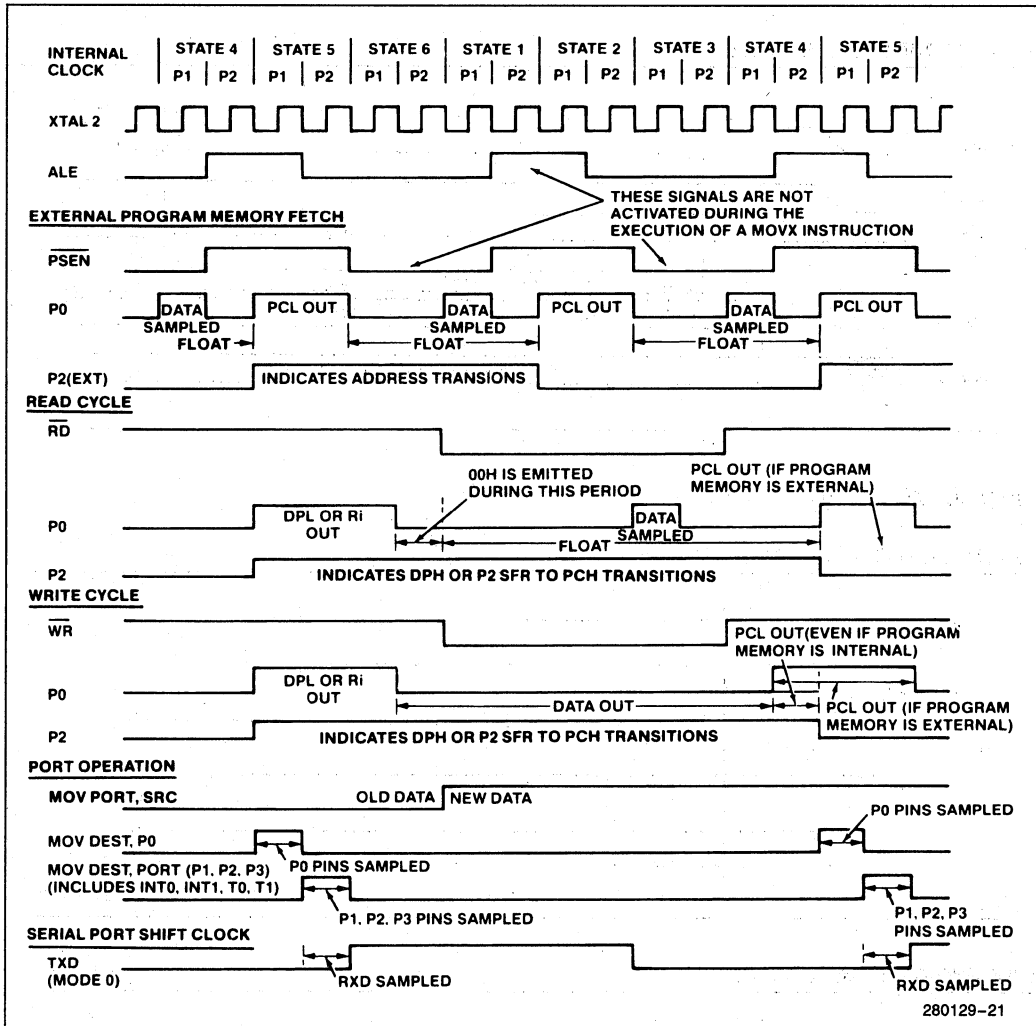 INTERNAL CLOCK
STATE 4 STATE 5 STATE 6 STATE 1 STATE 2 STATE 3 STATE 4 STATE 5
P1 P2 P1 P2 P1 P2 P1 P2 P1 P2 P1 P2 P1 P2 P1 P2
XTAL 2
ALE
THESE SIGNALS ARE NOT
ACTIVATED DURING THE
EXECUTION OF A MOVX INSTRUCTION
EXTERNAL PROGRAM MEMORY FETCH
PSEN
P0
DATA PCL OUT DATA PCL OUT DATA PCL OUT
SAMPLED SAMPLED SAMPLED
FLOAT FLOAT FLOAT
P2(EXT)
INDICATES ADDRESS TRANSIONS
READ CYCLE
RD
00H IS EMITTED
DURING THIS PERIOD
PCL OUT (IF PROGRAM
MEMORY IS EXTERNAL)
P0
DPL OR Ri
OUT
DATA
SAMPLED
FLOAT
P2
INDICATES DPH OR P2 SFR TO PCH TRANSITIONS
WRITE CYCLE
WR
PCL OUT(EVEN IF PROGRAM
MEMORY IS INTERNAL)
P0
DPL OR Ri
OUT
DATA OUT
PCL OUT (IF PROGRAM
MEMORY IS EXTERNAL)
P2
INDICATES DPH OR P2 SFR TO PCH TRANSITIONS
PORT OPERATION
MOV PORT, SRC
OLD DATA NEW DATA
P0 PINS SAMPLED
MOV DEST, P0
P0 PINS SAMPLED
MOV DEST, PORT (P1, P2, P3)
(INCLUDES INT0, INT1, T0, T1)
P1, P2, P3 PINS SAMPLED
P1, P2, P3
PINS SAMPLED
SERIAL PORT SHIFT CLOCK
TXD
(MODE 0)
RXD SAMPLED
RXD SAMPLED
280129-21